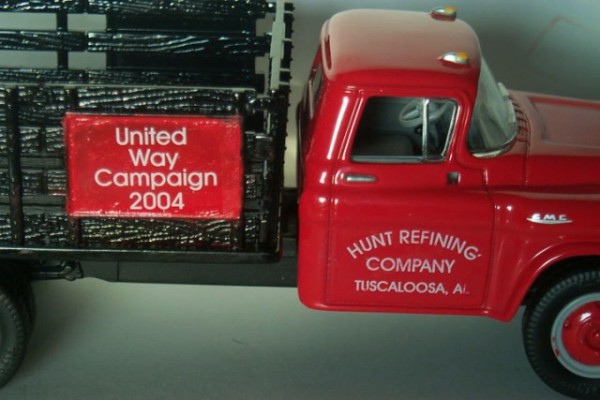 United
Way
Campaign
2004
HUNT REFINING
COMPANY
TUSCALOOSA, AL
GMC